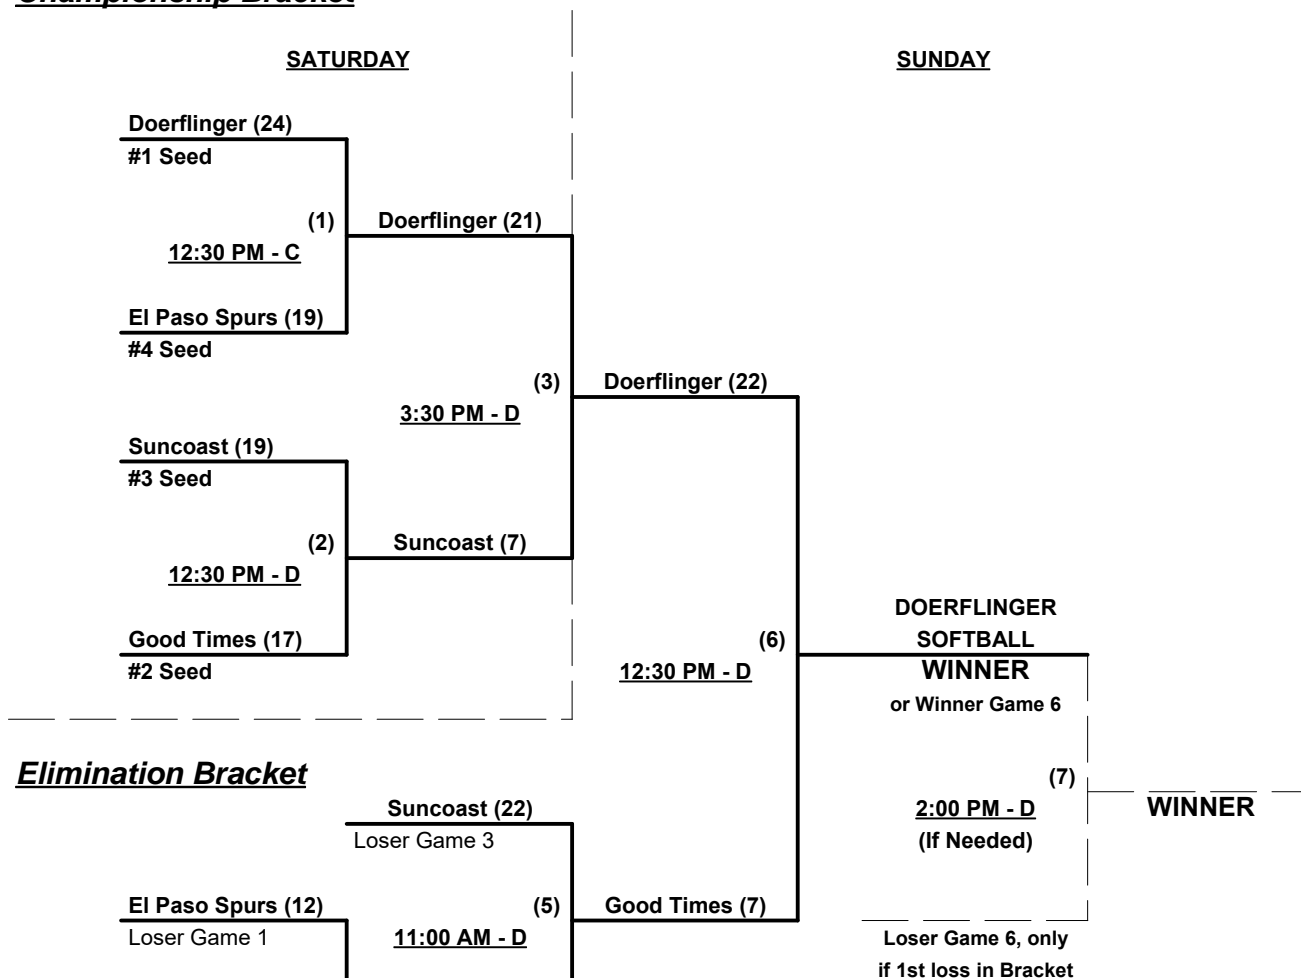 Championship Bracket
SATURDAY
SUNDAY
Doerflinger (24)
#1 Seed
(1)
Doerflinger (21)
12:30 PM - C
El Paso Spurs (19)
#4 Seed
(3)
Doerflinger (22)
3:30 PM - D
Suncoast (19)
#3 Seed
(2)
Suncoast (7)
12:30 PM - D
Good Times (17)
#2 Seed
(6)
12:30 PM - D
DOERFLINGER
SOFTBALL
WINNER
or Winner Game 6
Elimination Bracket
(7)
2:00 PM - D
(If Needed)
WINNER
Suncoast (22)
Loser Game 3
El Paso Spurs (12)
Loser Game 1
(5)
Good Times (7)
11:00 AM - D
Loser Game 6, only
if 1st loss in Bracket